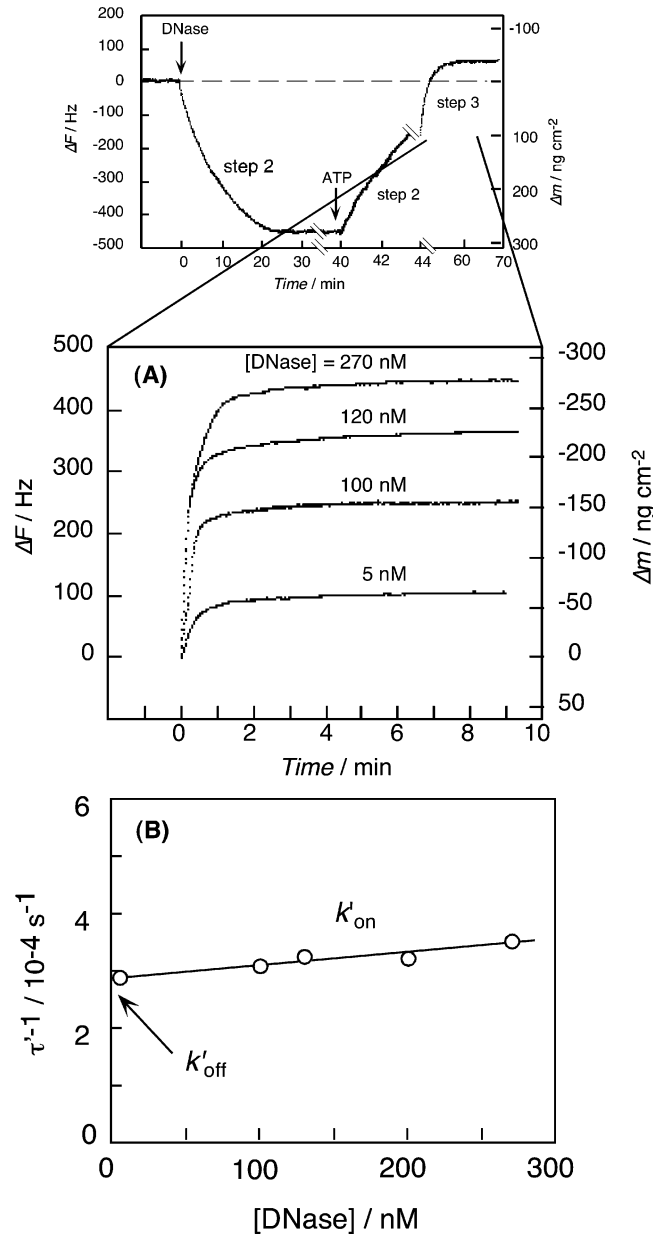 200
100
0
-100
-200
-300
-400
-500
ΔF / Hz
DNase
step 2
ATP
step 2
step 3
-100
100
200
300
Δm / ng cm-2
0 10 20 30 40 42 44 60 70
Time / min
(A)
[DNase] = 270 nM
120 nM
100 nM
5 nM
500
400
300
200
100
0
ΔF / Hz
-300
-250
-200
-150
-100
-50
0
50
Δm / ng cm-2
0 2 4 6 8 10
Time / min
(B)
6
4
2
0
τ'-1 / 10-4 s-1
k'on
k'off
0 100 200 300
[DNase] / nM